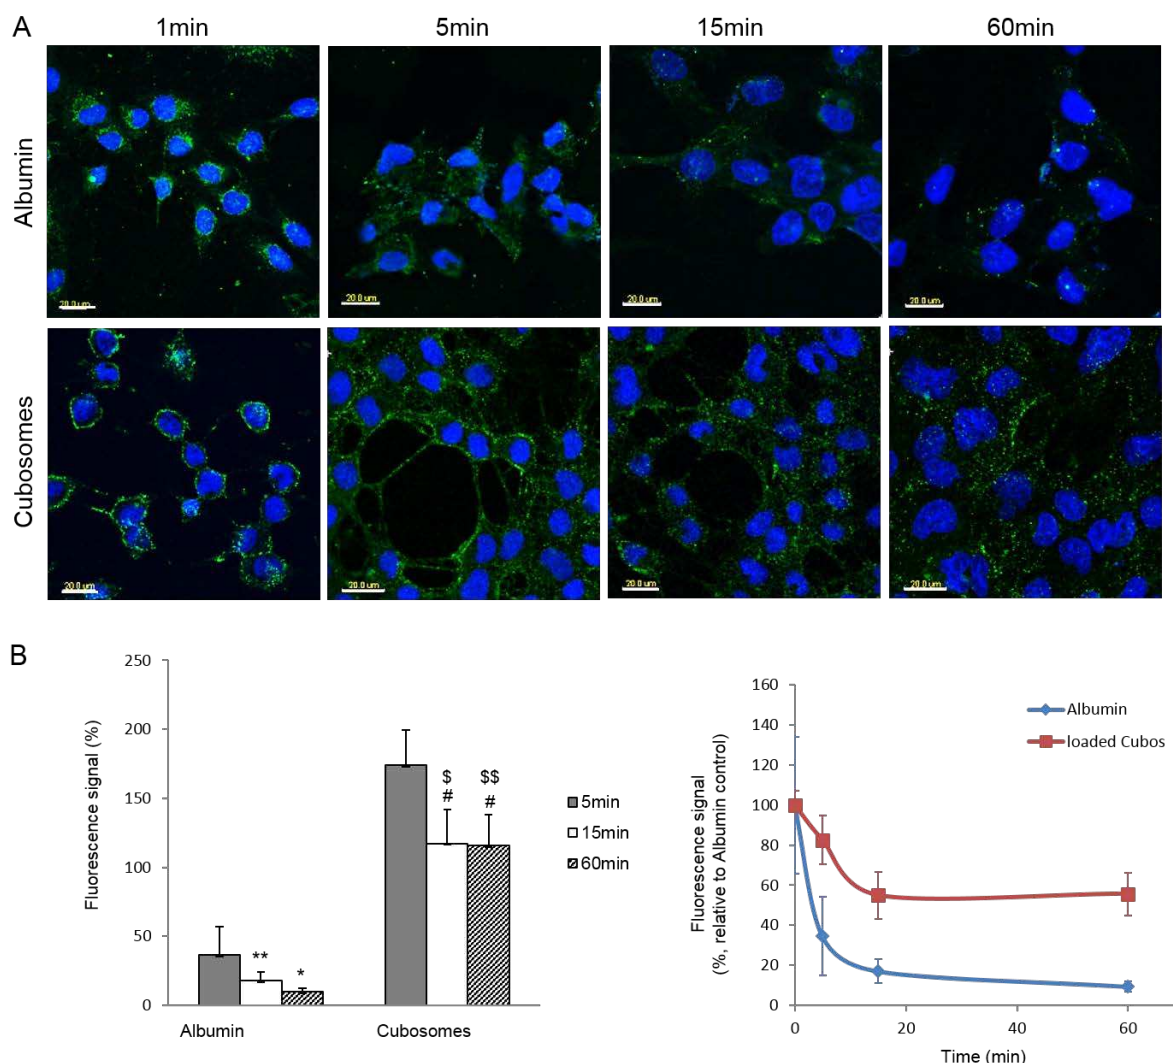 A
1min
5min
15min
60min
Albumin
20.0 um
20.0 um
20.0 um
20.0 um
Cubosomes
20.0 um
20.0 um
20.0 um
20.0 um
B
Fluorescence signal (%)
250
200
150
100
50
0
**
*
$
#
$$
#
Albumin
Cubosomes
5min
15min
60min
Fluorescence signal
(%, relative to Albumin control)
160
140
120
100
80
60
40
20
0
0
20
40
60
Time (min)
Albumin
loaded Cubos